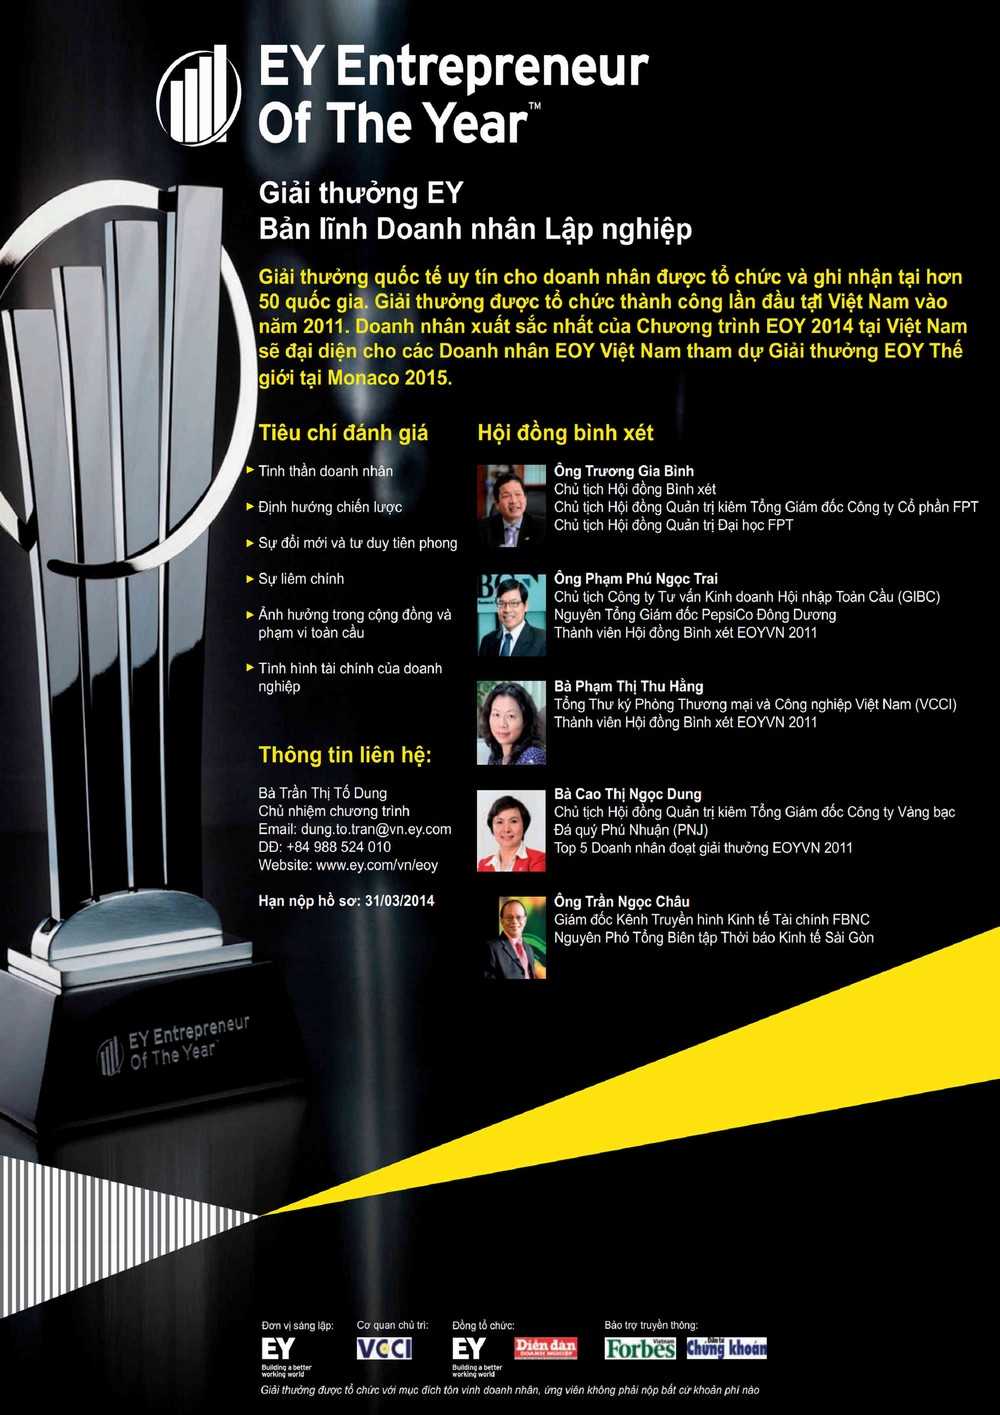 EY Entrepreneur
Of The Year™
Giải thưởng EY
Bản lĩnh Doanh nhân Lập nghiệp
Giải thưởng quốc tế uy tín cho doanh nhân được tổ chức và ghi nhận tại hơn
50 quốc gia. Giải thưởng được tổ chức thành công lần đầu tại Việt Nam vào
năm 2011. Doanh nhân xuất sắc nhất của Chương trình EOY 2014 tại Việt Nam
sẽ đại diện cho các Doanh nhân EOY Việt Nam tham dự Giải thưởng EOY Thế
giới tại Monaco 2015.
Tiêu chí đánh giá
Tinh thần doanh nhân
Định hướng chiến lược
Sự đổi mới và tư duy tiên phong
Sự liêm chính
Ảnh hưởng trong cộng đồng và
phạm vi toàn cầu
Tình hình tài chính của doanh
nghiệp
Thông tin liên hệ:
Bà Trần Thị Tố Dung
Chủ nhiệm chương trình
Email: dung.to.tran@vn.ey.com
DĐ: +84 988 524 010
Website: www.ey.com/vn/eoy
Hạn nộp hồ sơ: 31/03/2014
Hội đồng bình xét
Ông Trương Gia Bình
Chủ tịch Hội đồng Bình xét
Chủ tịch Hội đồng Quản trị kiêm Tổng Giám đốc Công ty Cổ phần FPT
Chủ tịch Hội đồng Quản trị Đại học FPT
Ông Phạm Phú Ngọc Trai
Chủ tịch Công ty Tư vấn Kinh doanh Hội nhập Toàn Cầu (GIBC)
Nguyên Tổng Giám đốc PepsiCo Đông Dương
Thành viên Hội đồng Bình xét EOYVN 2011
Bà Phạm Thị Thu Hằng
Tổng Thư ký Phòng Thương mại và Công nghiệp Việt Nam (VCCI)
Thành viên Hội đồng Bình xét EOYVN 2011
Bà Cao Thị Ngọc Dung
Chủ tịch Hội đồng Quản trị kiêm Tổng Giám đốc Công ty Vàng bạc
Đá quý Phú Nhuận (PNJ)
Top 5 Doanh nhân đoạt giải thưởng EOYVN 2011
Ông Trần Ngọc Châu
Giám đốc Kênh Truyền hình Kinh tế Tài chính FBNC
Nguyên Phó Tổng Biên tập Thời báo Kinh tế Sài Gòn
EY Entrepreneur
Of The Year™
Đơn vị sáng lập:
EY
Building a better
working world
Cơ quan chủ trì:
VCCI
Đồng tổ chức:
EY
Building a better
working world
Diễn đàn
DOANH NGHIỆP
Bảo trợ truyền thông:
Vietnam
Forbes
Đầu tư
Chứng khoán
Giải thưởng được tổ chức với mục đích tôn vinh doanh nhân, ứng viên không phải nộp bất cứ khoản phí nào